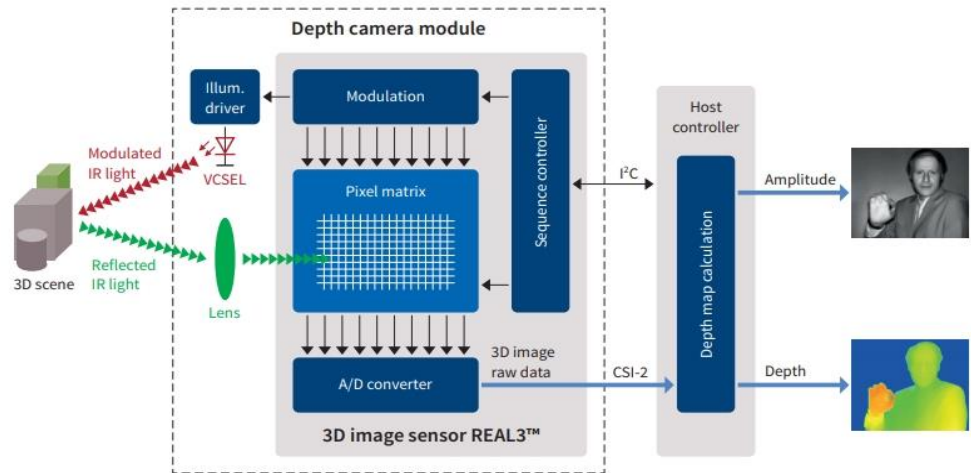 Depth camera module
Illum.
driver
Modulation
Modulated
IR light
VCSEL
Pixel matrix
Sequence controller
I²C
Host
controller
Depth map calculation
Amplitude
3D scene
Reflected
IR light
Lens
A/D converter
3D image
raw data
CSI-2
Depth
3D image sensor REAL3™